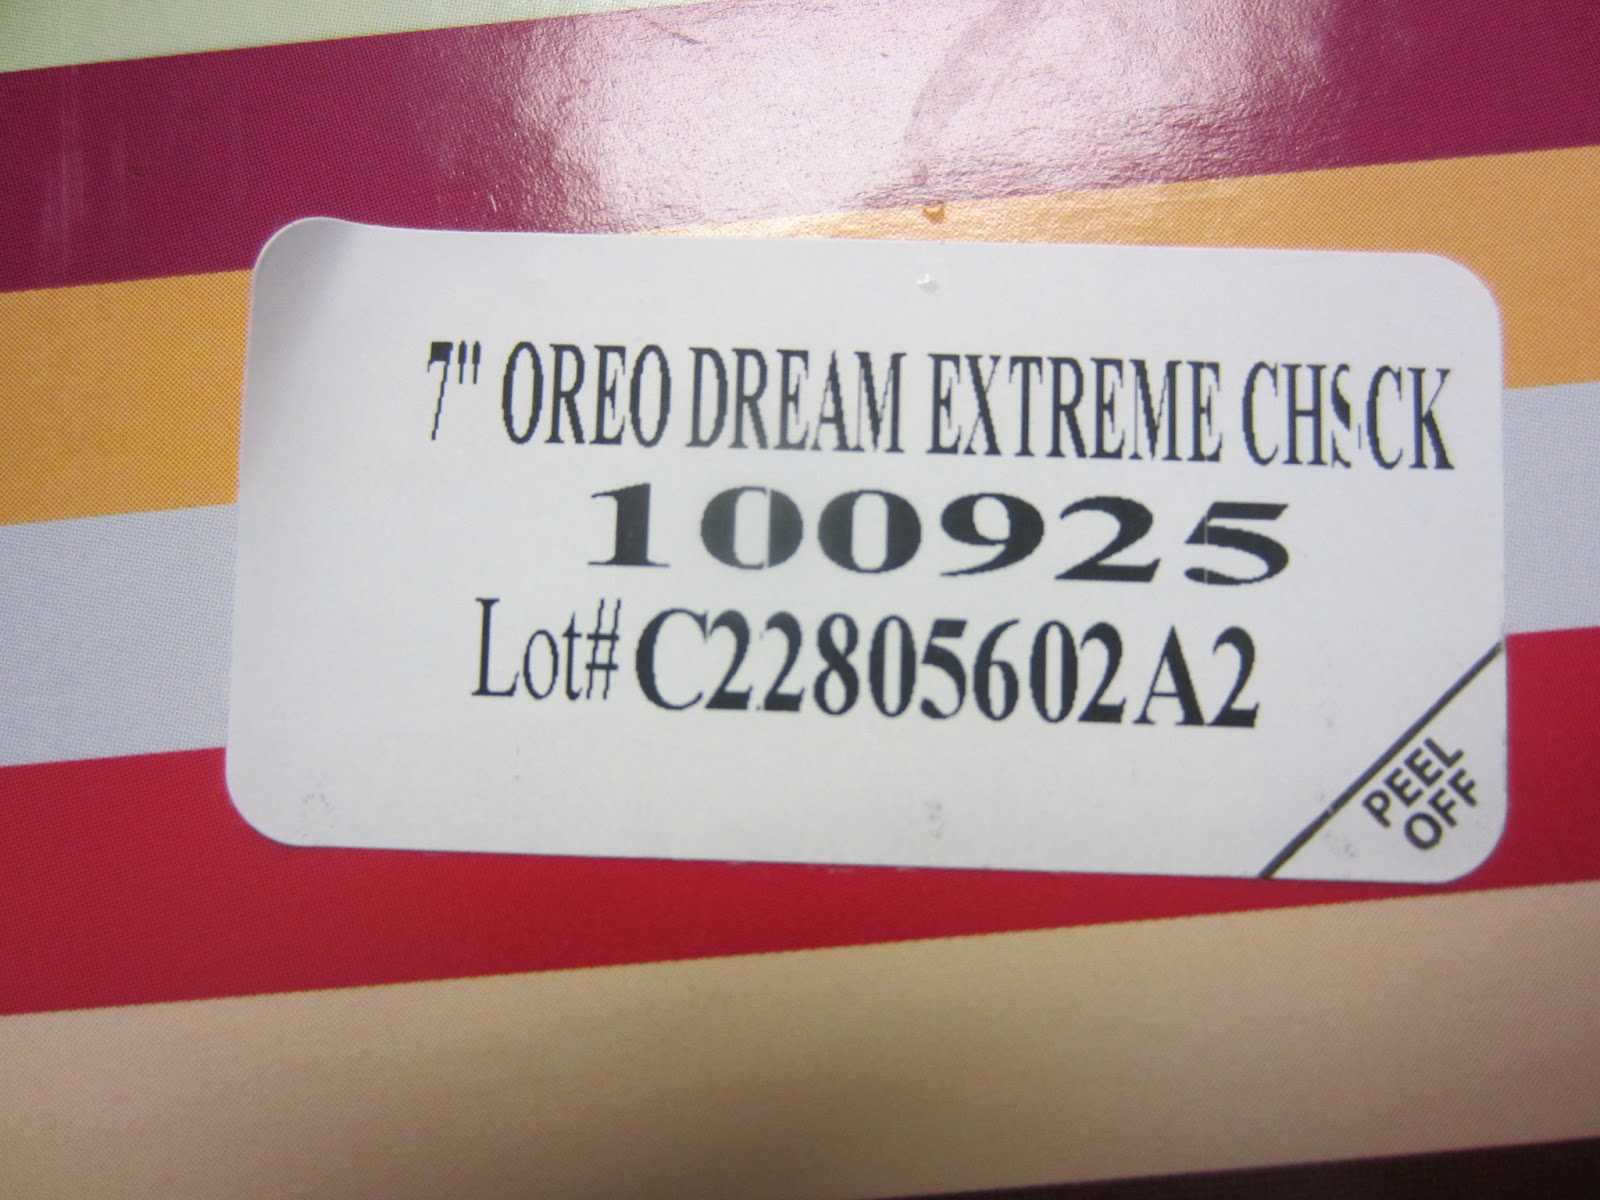 7" OREO DREAM EXTREME CHSCK
100925
Lot# C22805602A2
PEEL
OFF